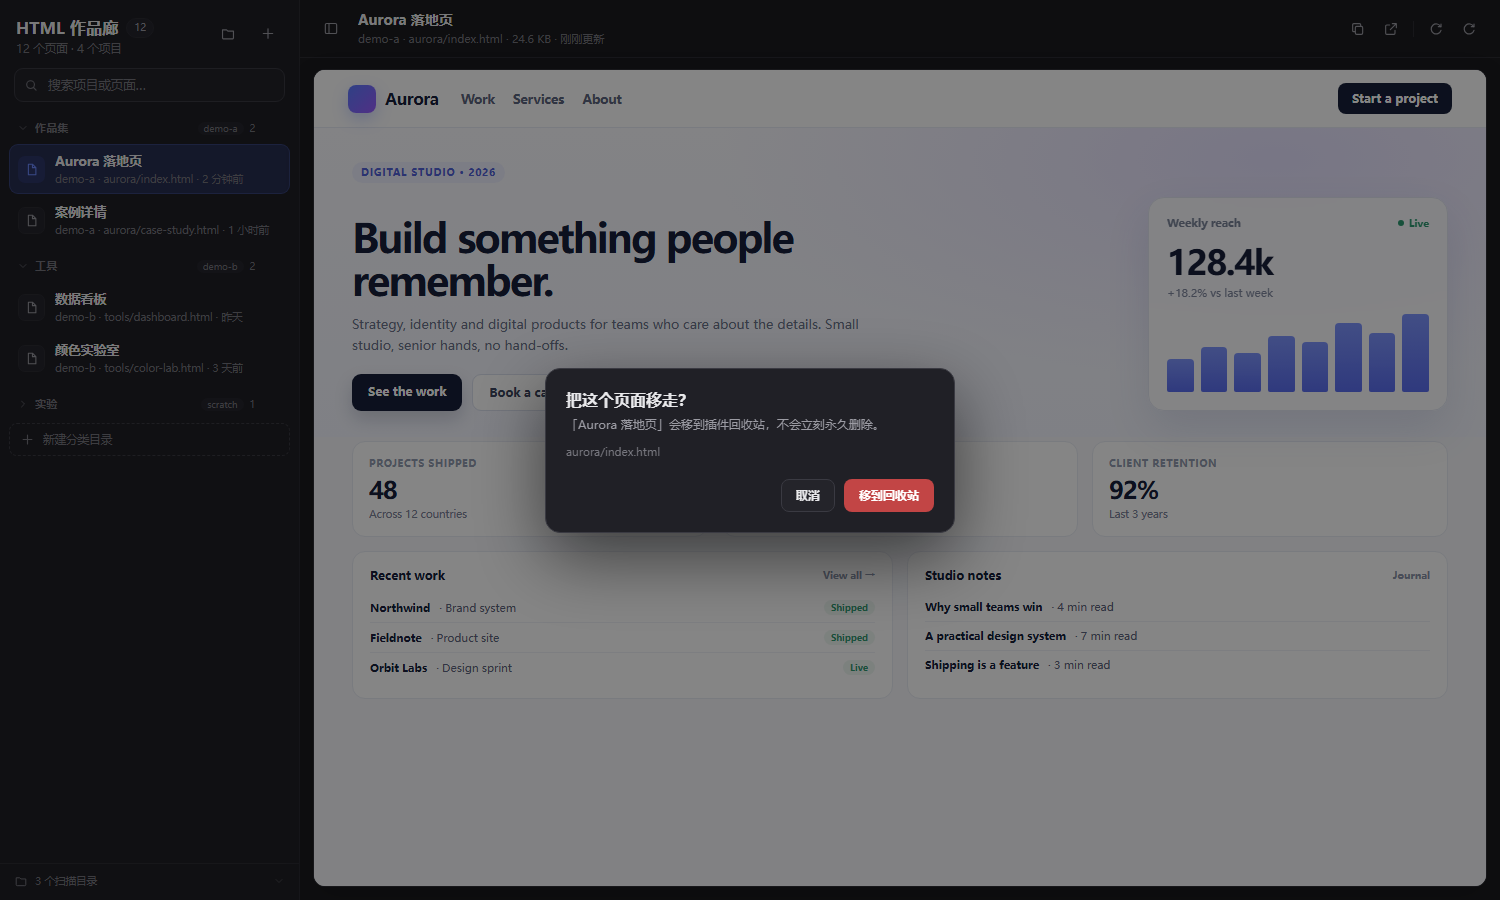 HTML 作品廊 12
12 个页面 · 4 个项目
搜索项目或页面...
作品集 demo-a 2
Aurora 落地页
demo-a · aurora/index.html · 2 分钟前
案例详情
demo-a · aurora/case-study.html · 1 小时前
工具 demo-b 2
数据看板
demo-b · tools/dashboard.html · 昨天
颜色实验室
demo-b · tools/color-lab.html · 3 天前
实验 scratch 1
新建分类目录
3 个扫描目录
Aurora 落地页
demo-a · aurora/index.html · 24.6 KB · 刚刚更新
Aurora Work Services About Start a project
DIGITAL STUDIO • 2026
Build something people
remember.
Strategy, identity and digital products for teams who care about the details. Small
studio, senior hands, no hand-offs.
See the work Book a ca
Weekly reach Live
128.4k
+18.2% vs last week
把这个页面移走?
「Aurora 落地页」会移到插件回收站，不会立刻永久删除。
aurora/index.html
取消 移到回收站
PROJECTS SHIPPED
48
Across 12 countries
CLIENT RETENTION
92%
Last 3 years
Recent work View all →
Northwind · Brand system Shipped
Fieldnote · Product site Shipped
Orbit Labs · Design sprint Live
Studio notes Journal
Why small teams win · 4 min read
A practical design system · 7 min read
Shipping is a feature · 3 min read